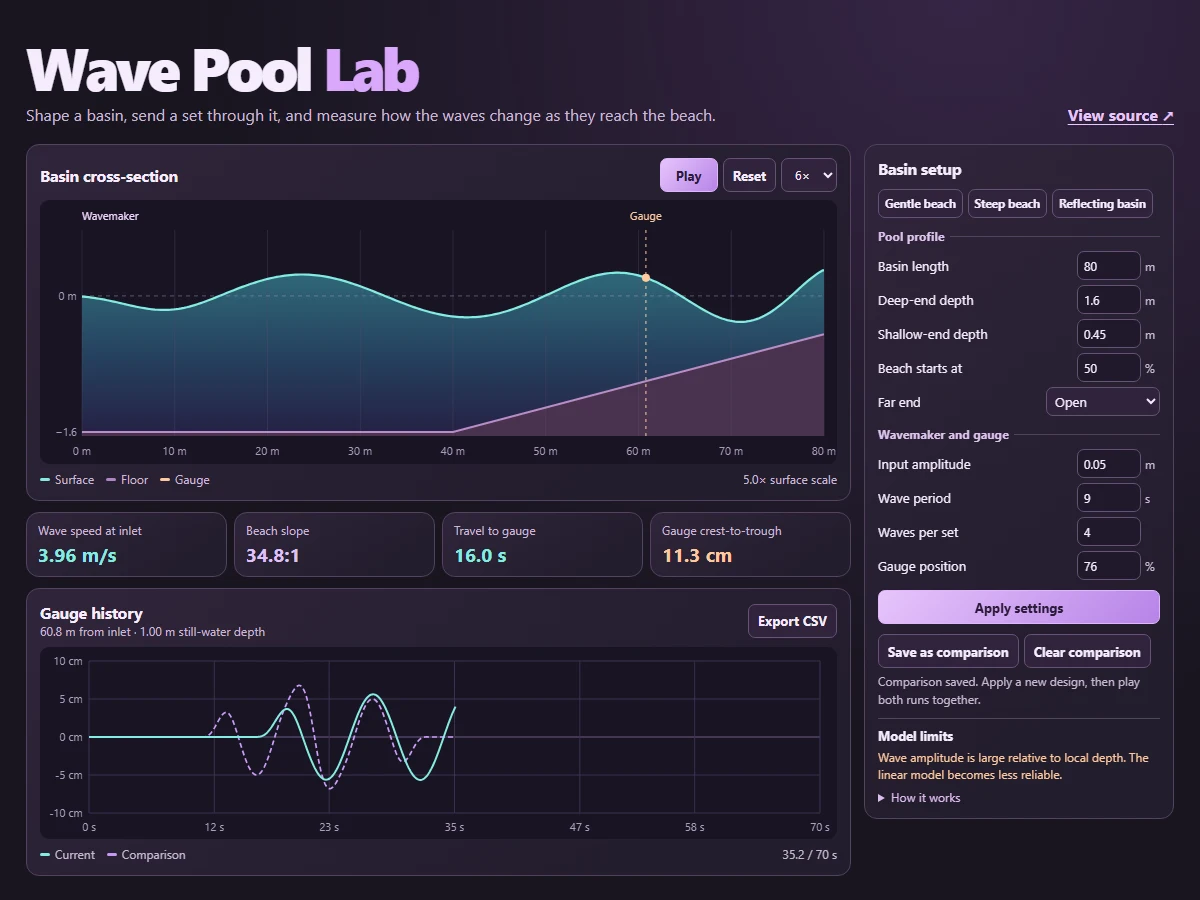 Wave Pool Lab
Shape a basin, send a set through it, and measure how the waves change as they reach the beach.
View source ↗
Basin cross-section
Play
Reset
6×
Wavemaker
Gauge
0 m
−1.6
0 m
10 m
20 m
30 m
40 m
50 m
60 m
70 m
80 m
Surface
Floor
Gauge
5.0× surface scale
Wave speed at inlet
3.96 m/s
Beach slope
34.8:1
Travel to gauge
16.0 s
Gauge crest-to-trough
11.3 cm
Gauge history
60.8 m from inlet · 1.00 m still-water depth
Export CSV
10 cm
5 cm
0 cm
-5 cm
-10 cm
0 s
12 s
23 s
35 s
47 s
58 s
70 s
Current
Comparison
35.2 / 70 s
Basin setup
Gentle beach
Steep beach
Reflecting basin
Pool profile
Basin length 80 m
Deep-end depth 1.6 m
Shallow-end depth 0.45 m
Beach starts at 50 %
Far end Open
Wavemaker and gauge
Input amplitude 0.05 m
Wave period 9 s
Waves per set 4
Gauge position 76 %
Apply settings
Save as comparison
Clear comparison
Comparison saved. Apply a new design, then play
both runs together.
Model limits
Wave amplitude is large relative to local depth. The
linear model becomes less reliable.
How it works